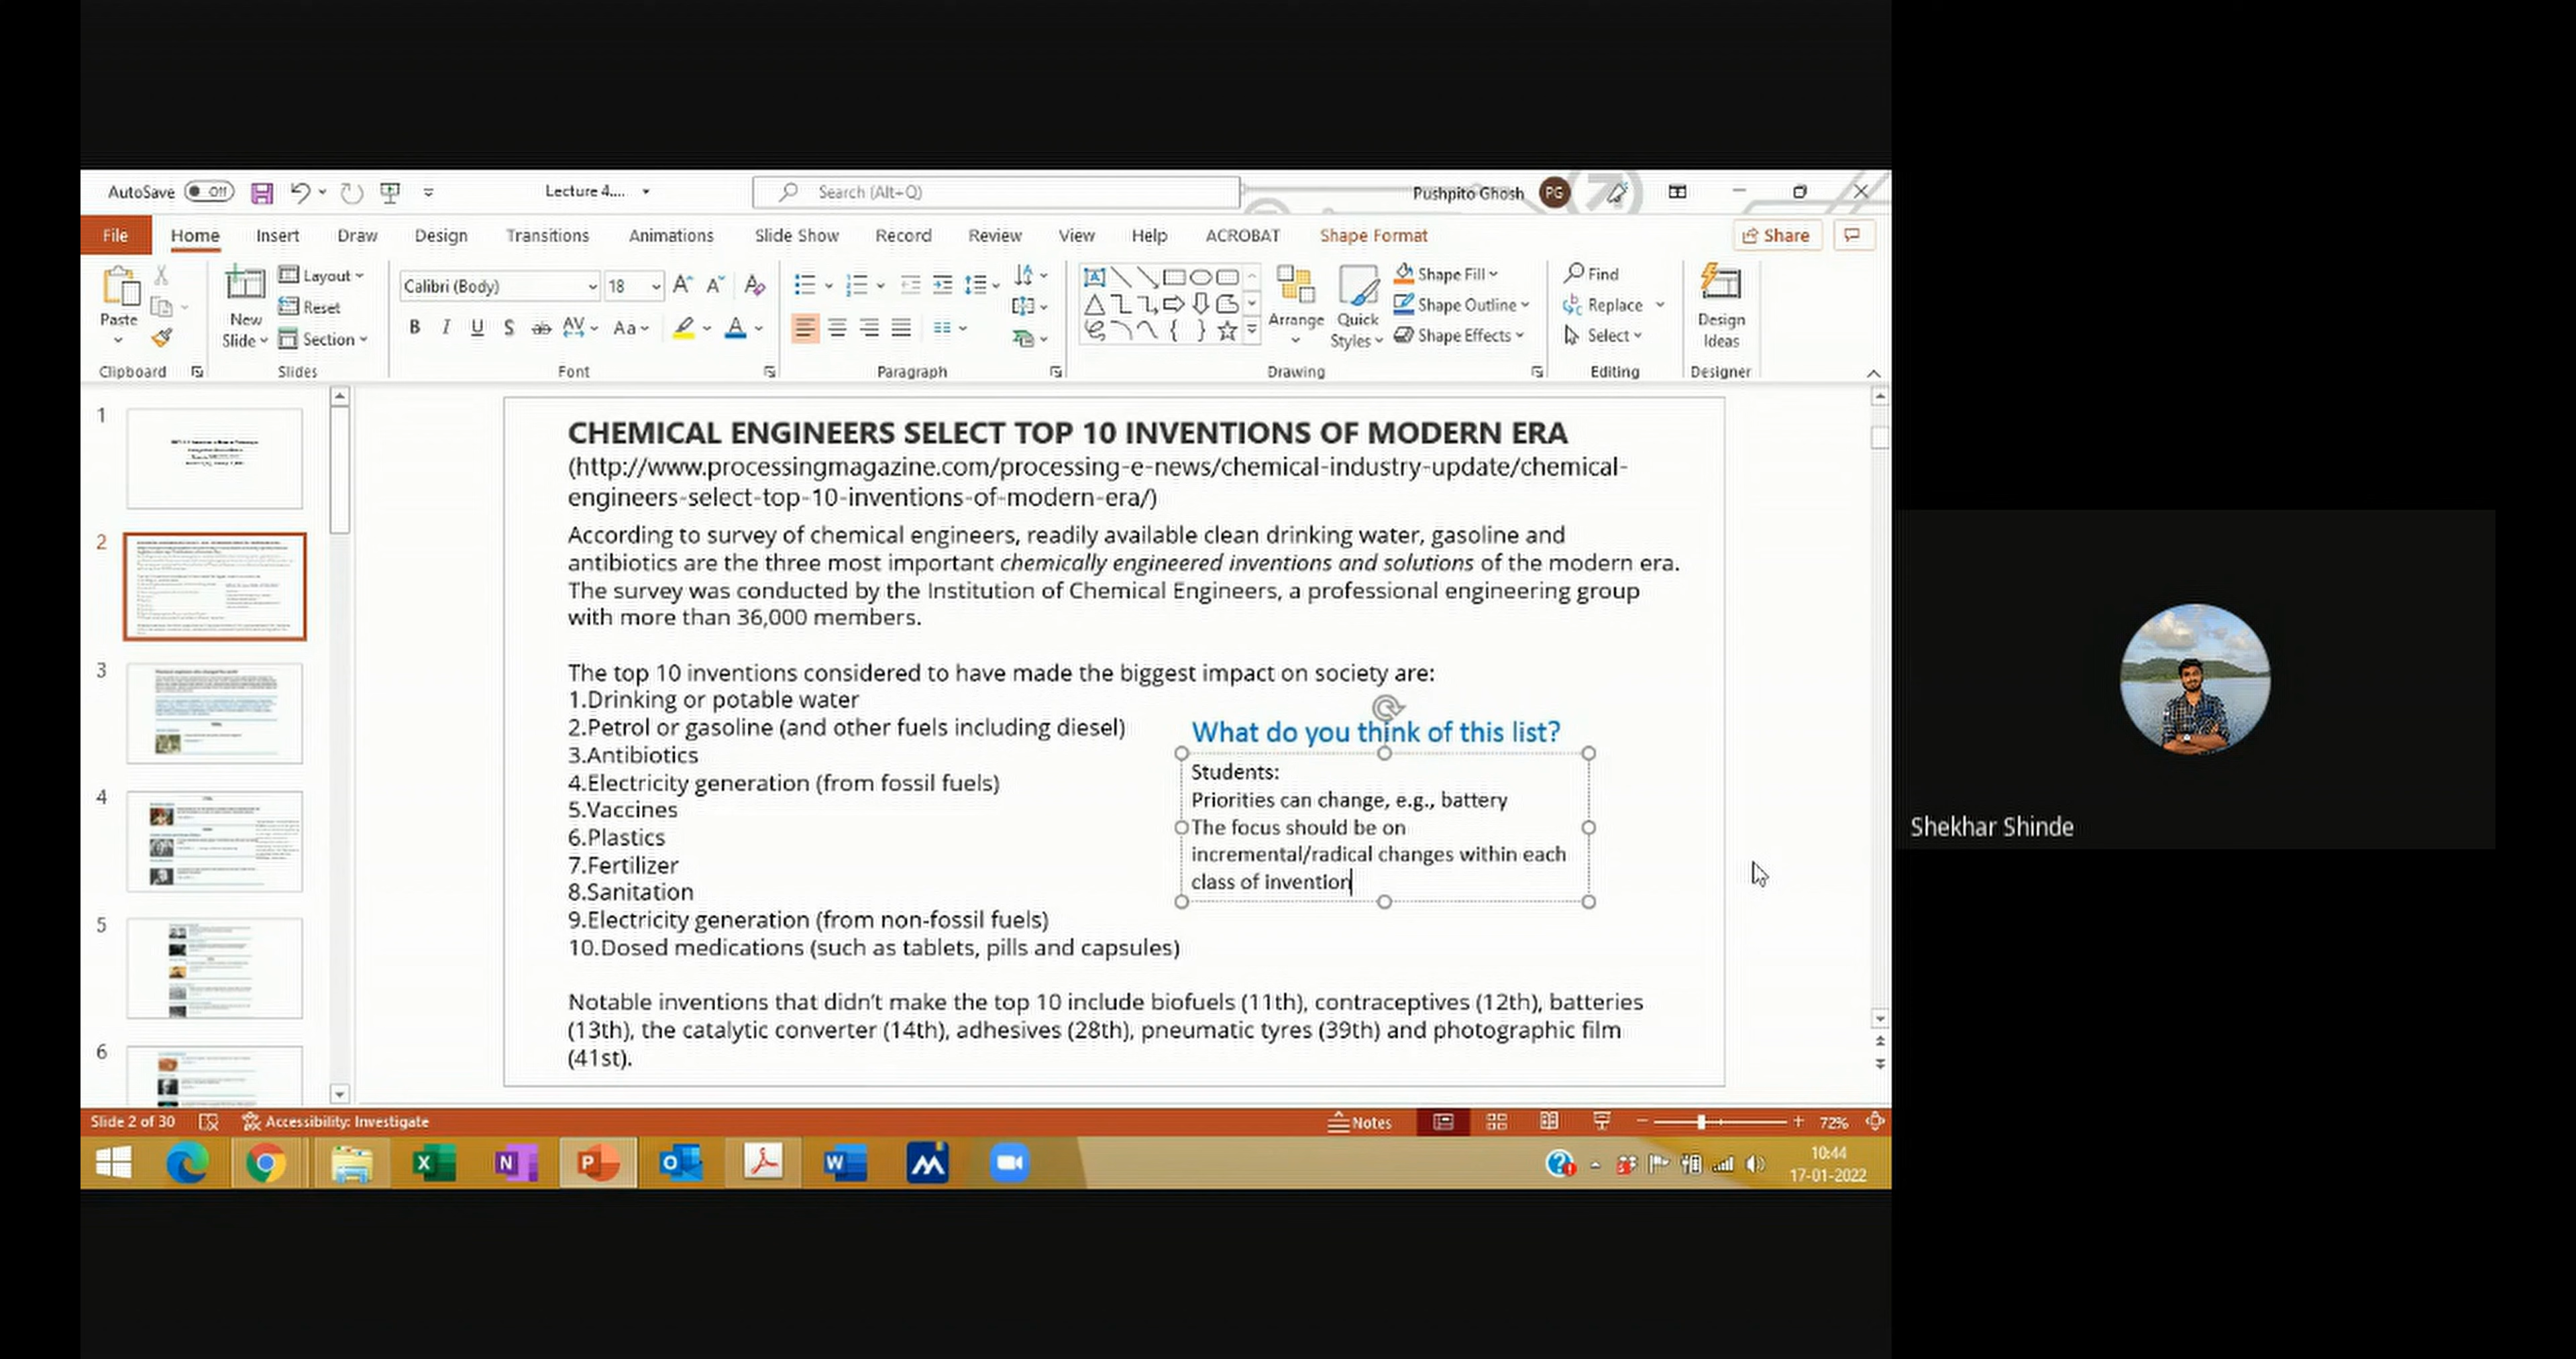 AutoSave Off Lecture 4.... Search (Alt+Q) Pushpito Ghosh PG
File Home Insert Draw Design Transitions Animations Slide Show Record Review View Help ACROBAT Shape Format Share
Paste
New
Slide
Layout
Reset
Section
Calibri (Body) 18
B I U S ab AV Aa A
Arrange
Quick
Styles
Shape Fill
Shape Outline
Shape Effects
Find
Replace
Select
Design
Ideas
Clipboard Slides Font Paragraph Drawing Editing Designer
1
2
3
4
5
6
CHEMICAL ENGINEERS SELECT TOP 10 INVENTIONS OF MODERN ERA
(http://www.processingmagazine.com/processing-e-news/chemical-industry-update/chemical-
engineers-select-top-10-inventions-of-modern-era/)
According to survey of chemical engineers, readily available clean drinking water, gasoline and
antibiotics are the three most important chemically engineered inventions and solutions of the modern era.
The survey was conducted by the Institution of Chemical Engineers, a professional engineering group
with more than 36,000 members.
The top 10 inventions considered to have made the biggest impact on society are:
1.Drinking or potable water
2.Petrol or gasoline (and other fuels including diesel)
3.Antibiotics
4.Electricity generation (from fossil fuels)
5.Vaccines
6.Plastics
7.Fertilizer
8.Sanitation
9.Electricity generation (from non-fossil fuels)
10.Dosed medications (such as tablets, pills and capsules)
What do you think of this list?
Students:
Priorities can change, e.g., battery
The focus should be on
incremental/radical changes within each
class of invention
Notable inventions that didn't make the top 10 include biofuels (11th), contraceptives (12th), batteries
(13th), the catalytic converter (14th), adhesives (28th), pneumatic tyres (39th) and photographic film
(41st).
Slide 2 of 30 Accessibility: Investigate Notes 72%
10:44
17-01-2022
Shekhar Shinde